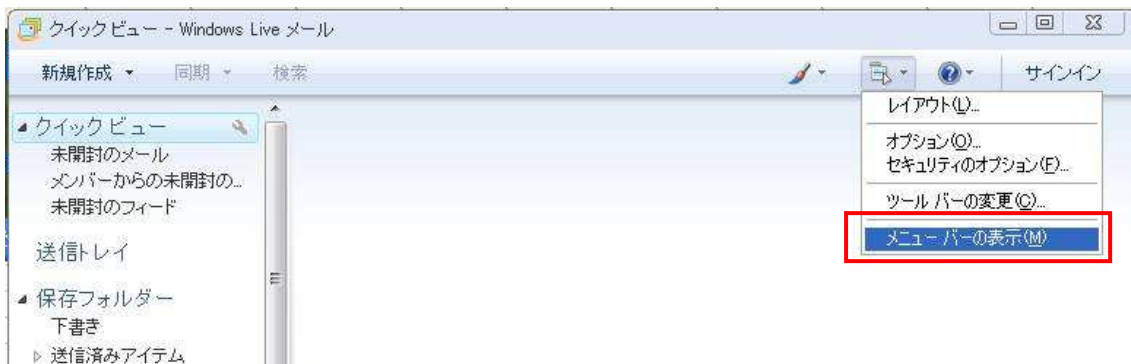 クイック ビュー - Windows Live メール
新規作成 同期 検索 サインイン
クイック ビュー
未開封のメール
メンバーからの未開封の...
未開封のフィード
送信トレイ
保存フォルダー
下書き
送信済みアイテム
レイアウト(L)...
オプション(O)...
セキュリティのオプション(F)...
ツール バーの変更(C)...
メニュー バーの表示(M)